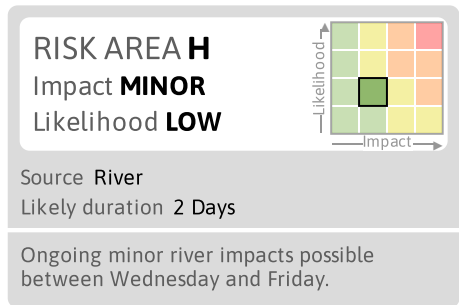 RISK AREA H
Impact MINOR
Likelihood LOW
Likelihood
Impact
Source River
Likely duration 2 Days
Ongoing minor river impacts possible
between Wednesday and Friday.